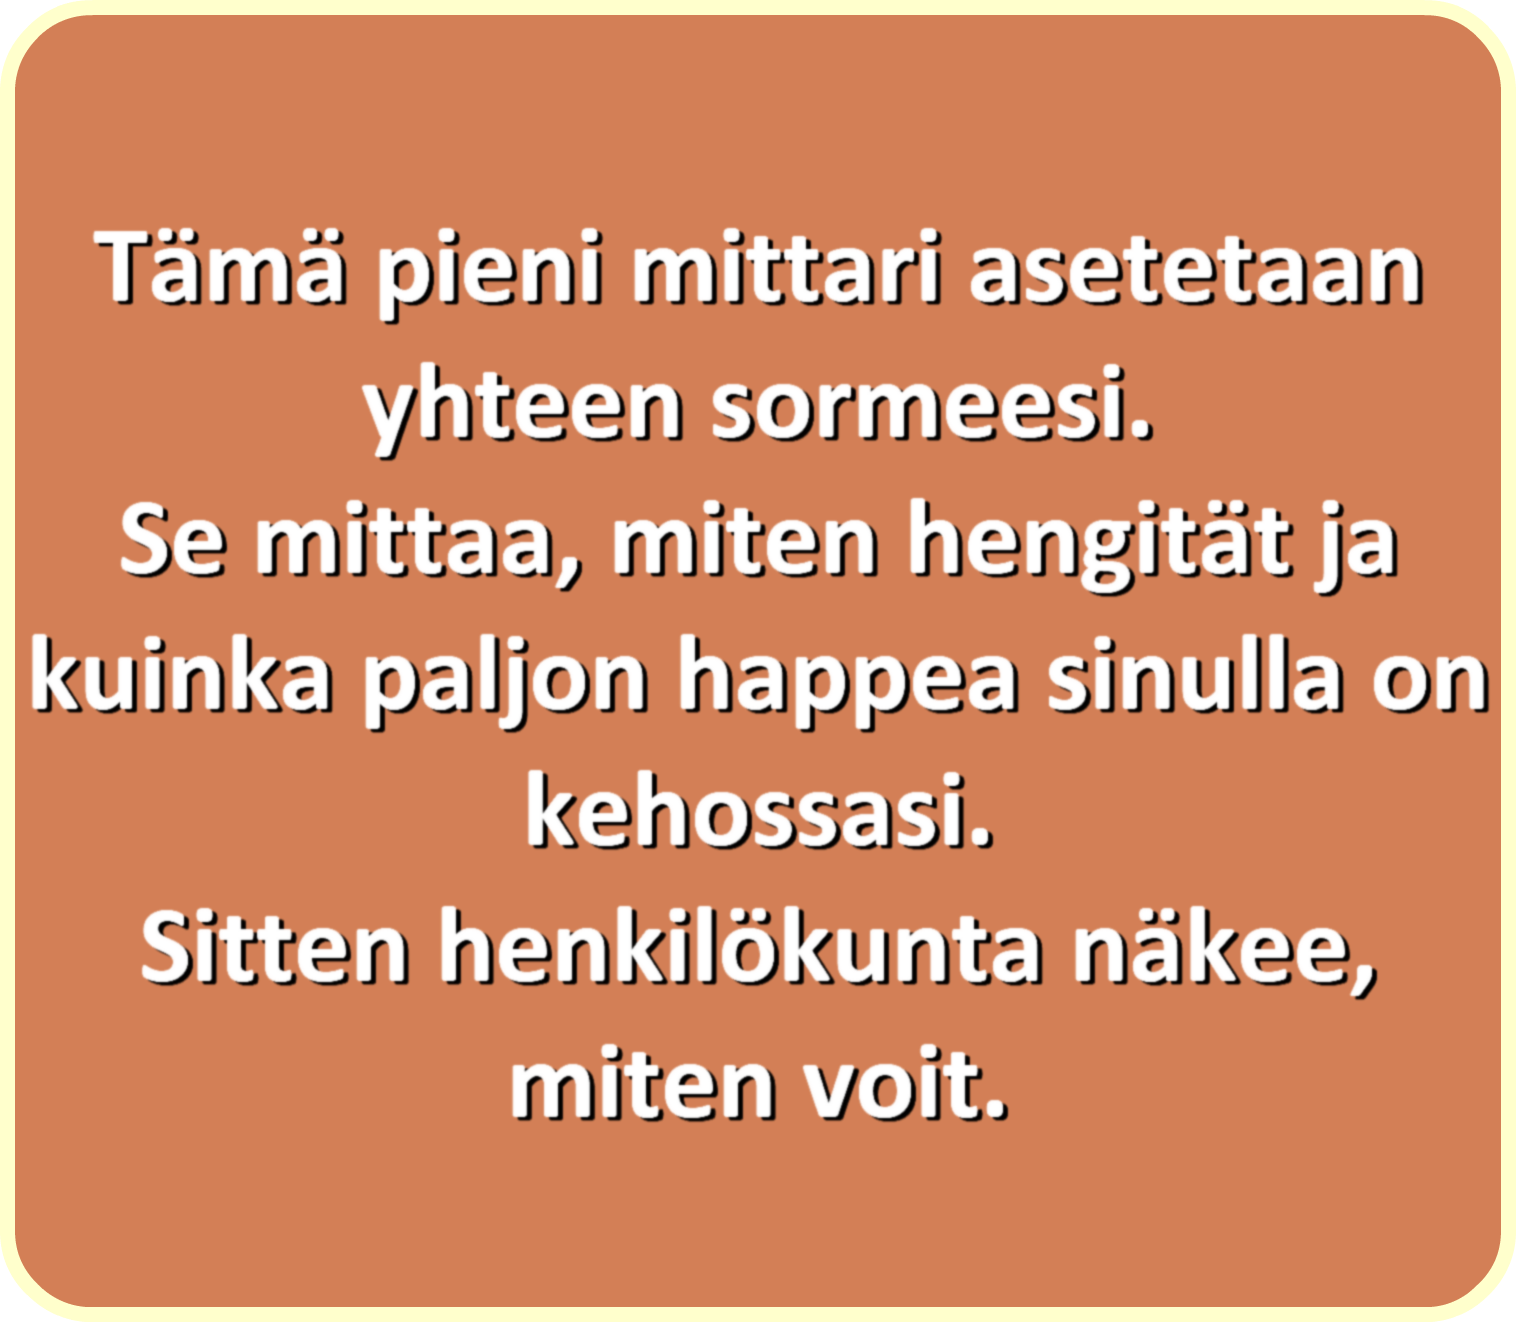 Tämä pieni mittari asetetaan
yhteen sormeesi.
Se mittaa, miten hengität ja
kuinka paljon happea sinulla on
kehossasi.
Sitten henkilökunta näkee,
miten voit.